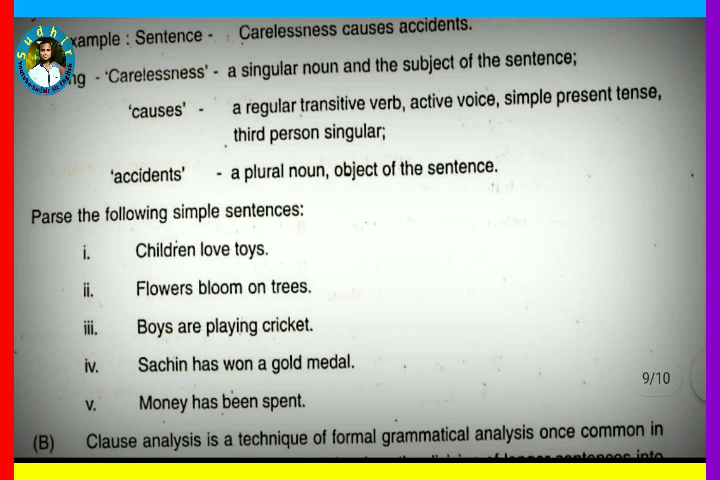 Sudhir
xample : Sentence - Carelessness causes accidents.
ng - 'Carelessness' - a singular noun and the subject of the sentence;
'causes' - a regular transitive verb, active voice, simple present tense,
third person singular;
'accidents' - a plural noun, object of the sentence.
Parse the following simple sentences:
i. Children love toys.
ii. Flowers bloom on trees.
iii. Boys are playing cricket.
iv. Sachin has won a gold medal.
9/10
v. Money has been spent.
(B) Clause analysis is a technique of formal grammatical analysis once common in